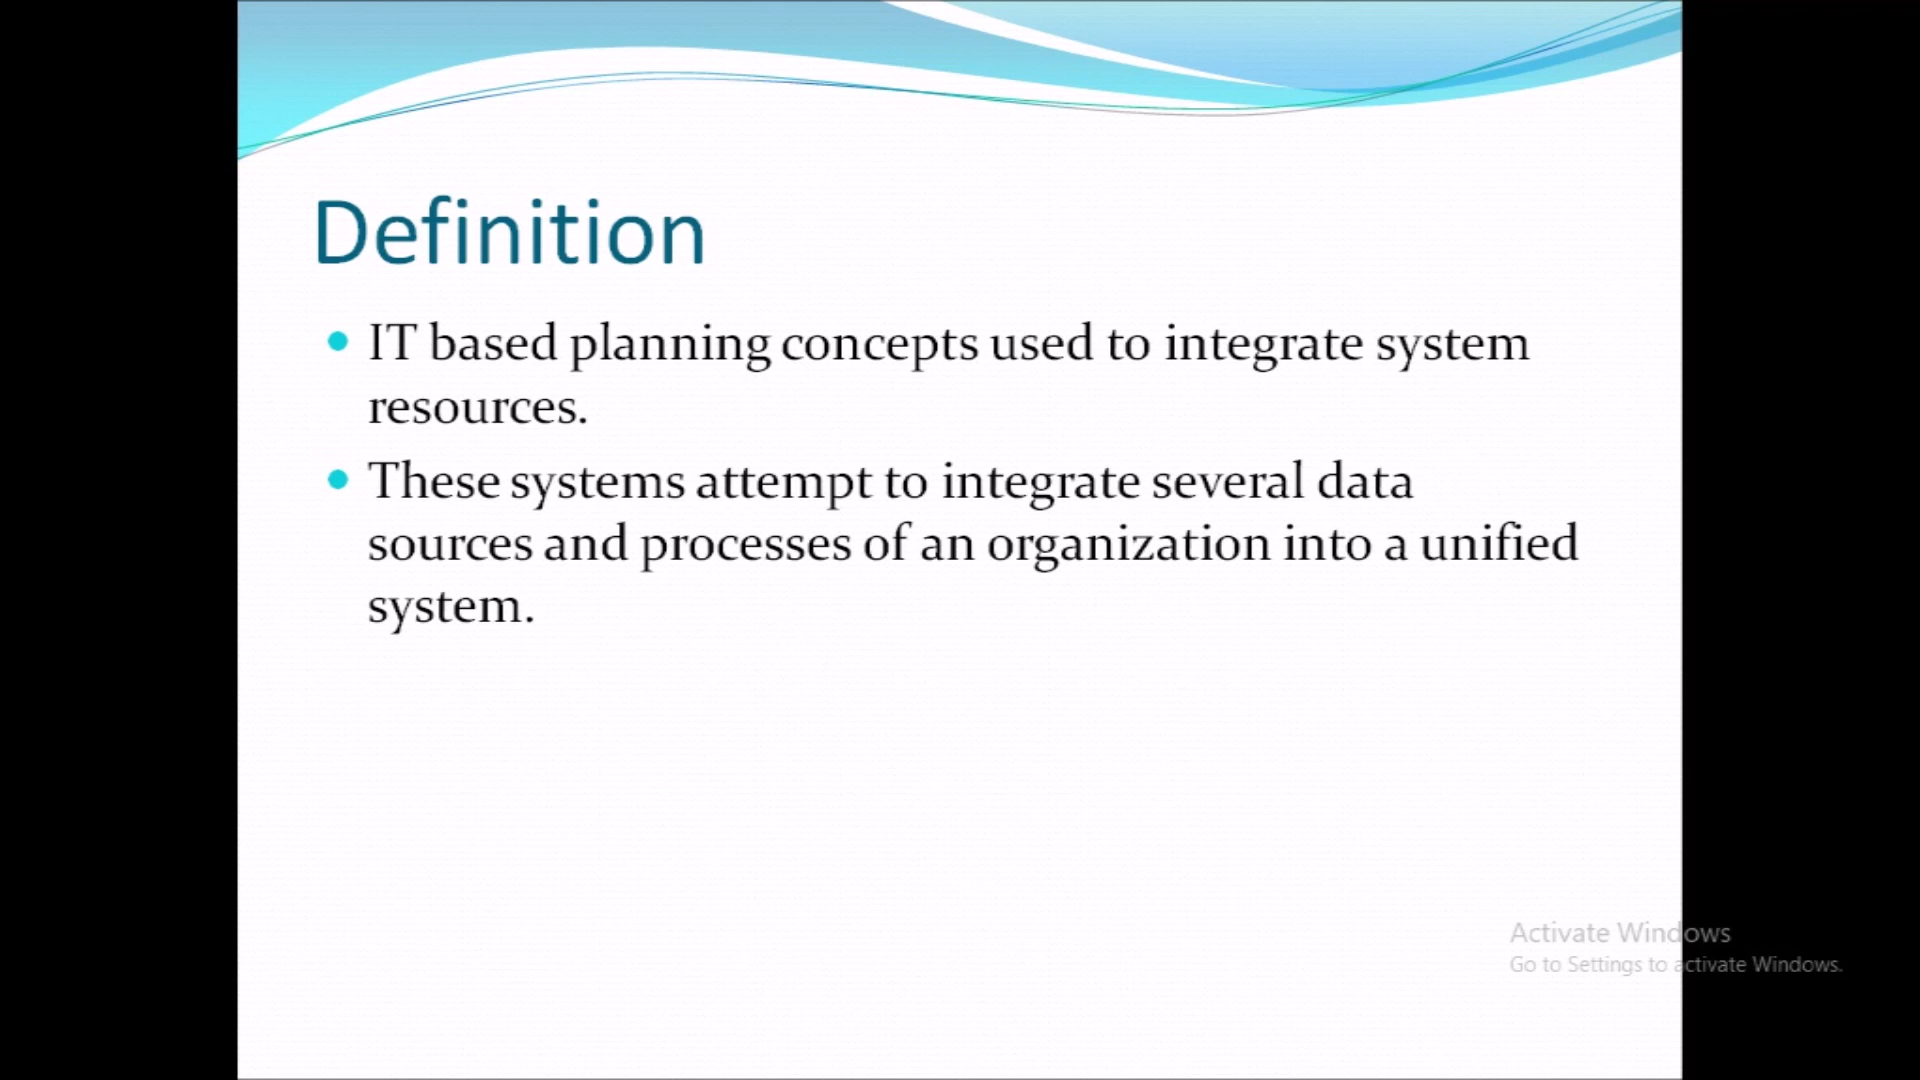 Definition
IT based planning concepts used to integrate system
resources.
These systems attempt to integrate several data
sources and processes of an organization into a unified
system.
Activate Windows
Go to Settings to activate Windows.